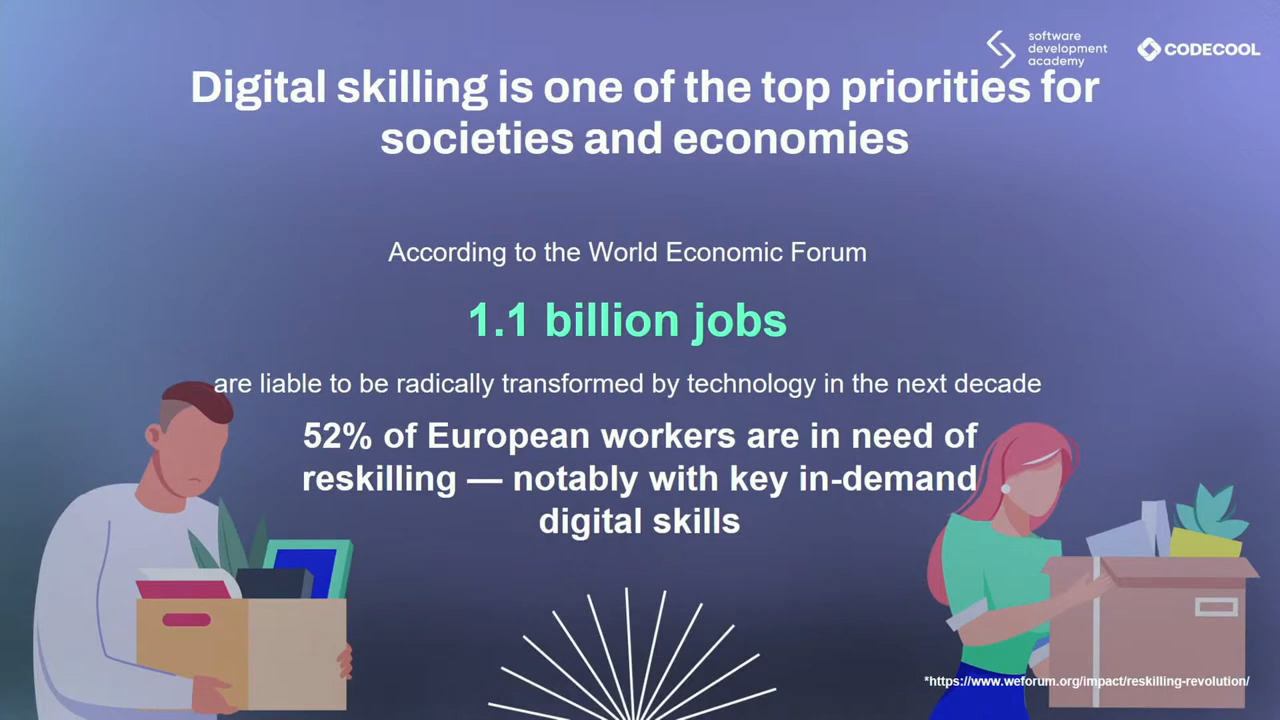 software
development
academy
CODECOOL
Digital skilling is one of the top priorities for
societies and economies
According to the World Economic Forum
1.1 billion jobs
are liable to be radically transformed by technology in the next decade
52% of European workers are in need of
reskilling — notably with key in-demand
digital skills
*https://www.weforum.org/impact/reskilling-revolution/